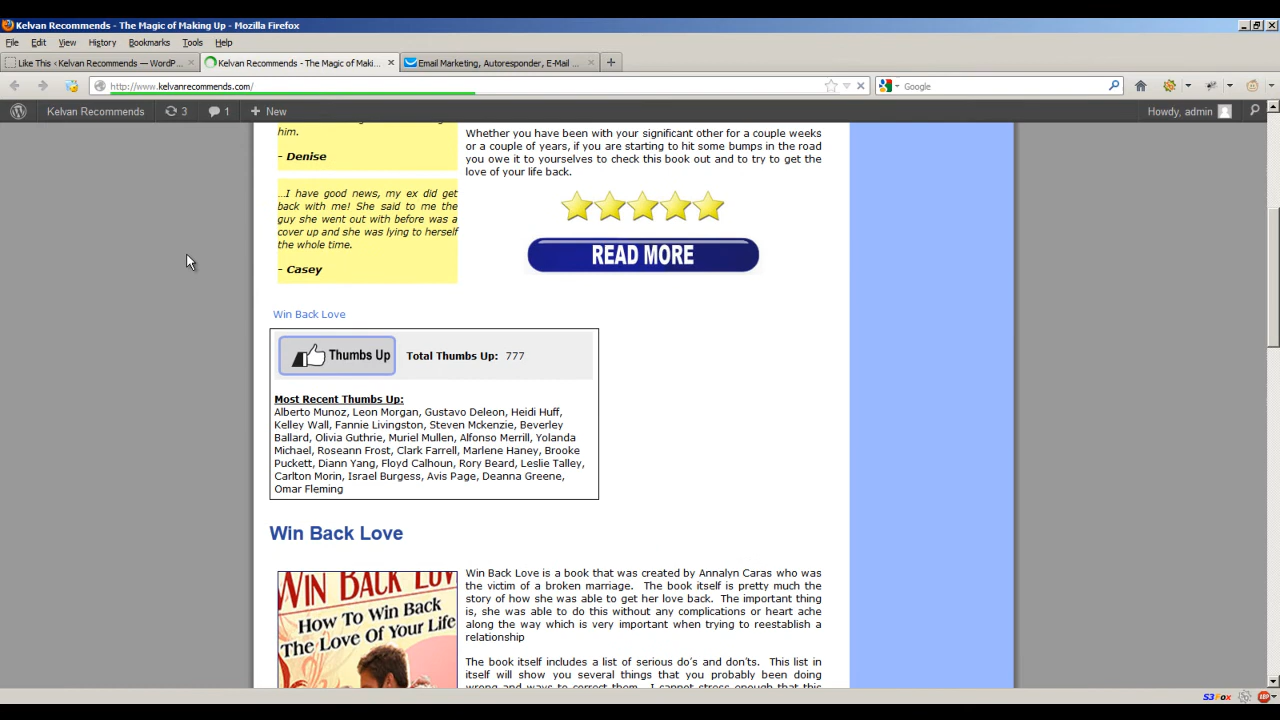 Kelvan Recommends - The Magic of Making Up - Mozilla Firefox
File Edit View History Bookmarks Tools Help
Like This ‹ Kelvan Recommends — WordP...
Kelvan Recommends - The Magic of Maki...
Email Marketing, Autoresponder, E-Mail ...
http://www.kelvanrecommends.com/
Google
Kelvan Recommends 3 1 + New
Howdy, admin
him.
- Denise
...I have good news, my ex did get
back with me! She said to me the
guy she went out with before was a
cover up and she was lying to herself
the whole time.
- Casey
Whether you have been with your significant other for a couple weeks
or a couple of years, if you are starting to hit some bumps in the road
you owe it to yourselves to check this book out and to try to get the
love of your life back.
READ MORE
Win Back Love
Thumbs Up Total Thumbs Up: 777
Most Recent Thumbs Up:
Alberto Munoz, Leon Morgan, Gustavo Deleon, Heidi Huff,
Kelley Wall, Fannie Livingston, Steven Mckenzie, Beverley
Ballard, Olivia Guthrie, Muriel Mullen, Alfonso Merrill, Yolanda
Michael, Roseann Frost, Clark Farrell, Marlene Haney, Brooke
Puckett, Diann Yang, Floyd Calhoun, Rory Beard, Leslie Talley,
Carlton Morin, Israel Burgess, Avis Page, Deanna Greene,
Omar Fleming
Win Back Love
WIN BACK LOVE
How To Win Back
The Love Of Your Life
Win Back Love is a book that was created by Annalyn Caras who was
the victim of a broken marriage. The book itself is pretty much the
story of how she was able to get her love back. The important thing
is, she was able to do this without any complications or heart ache
along the way which is very important when trying to reestablish a
relationship
The book itself includes a list of serious do's and don'ts. This list in
itself will show you several things that you probably been doing
wrong and ways to correct them. I cannot stress enough that this
S3Fox
ABP